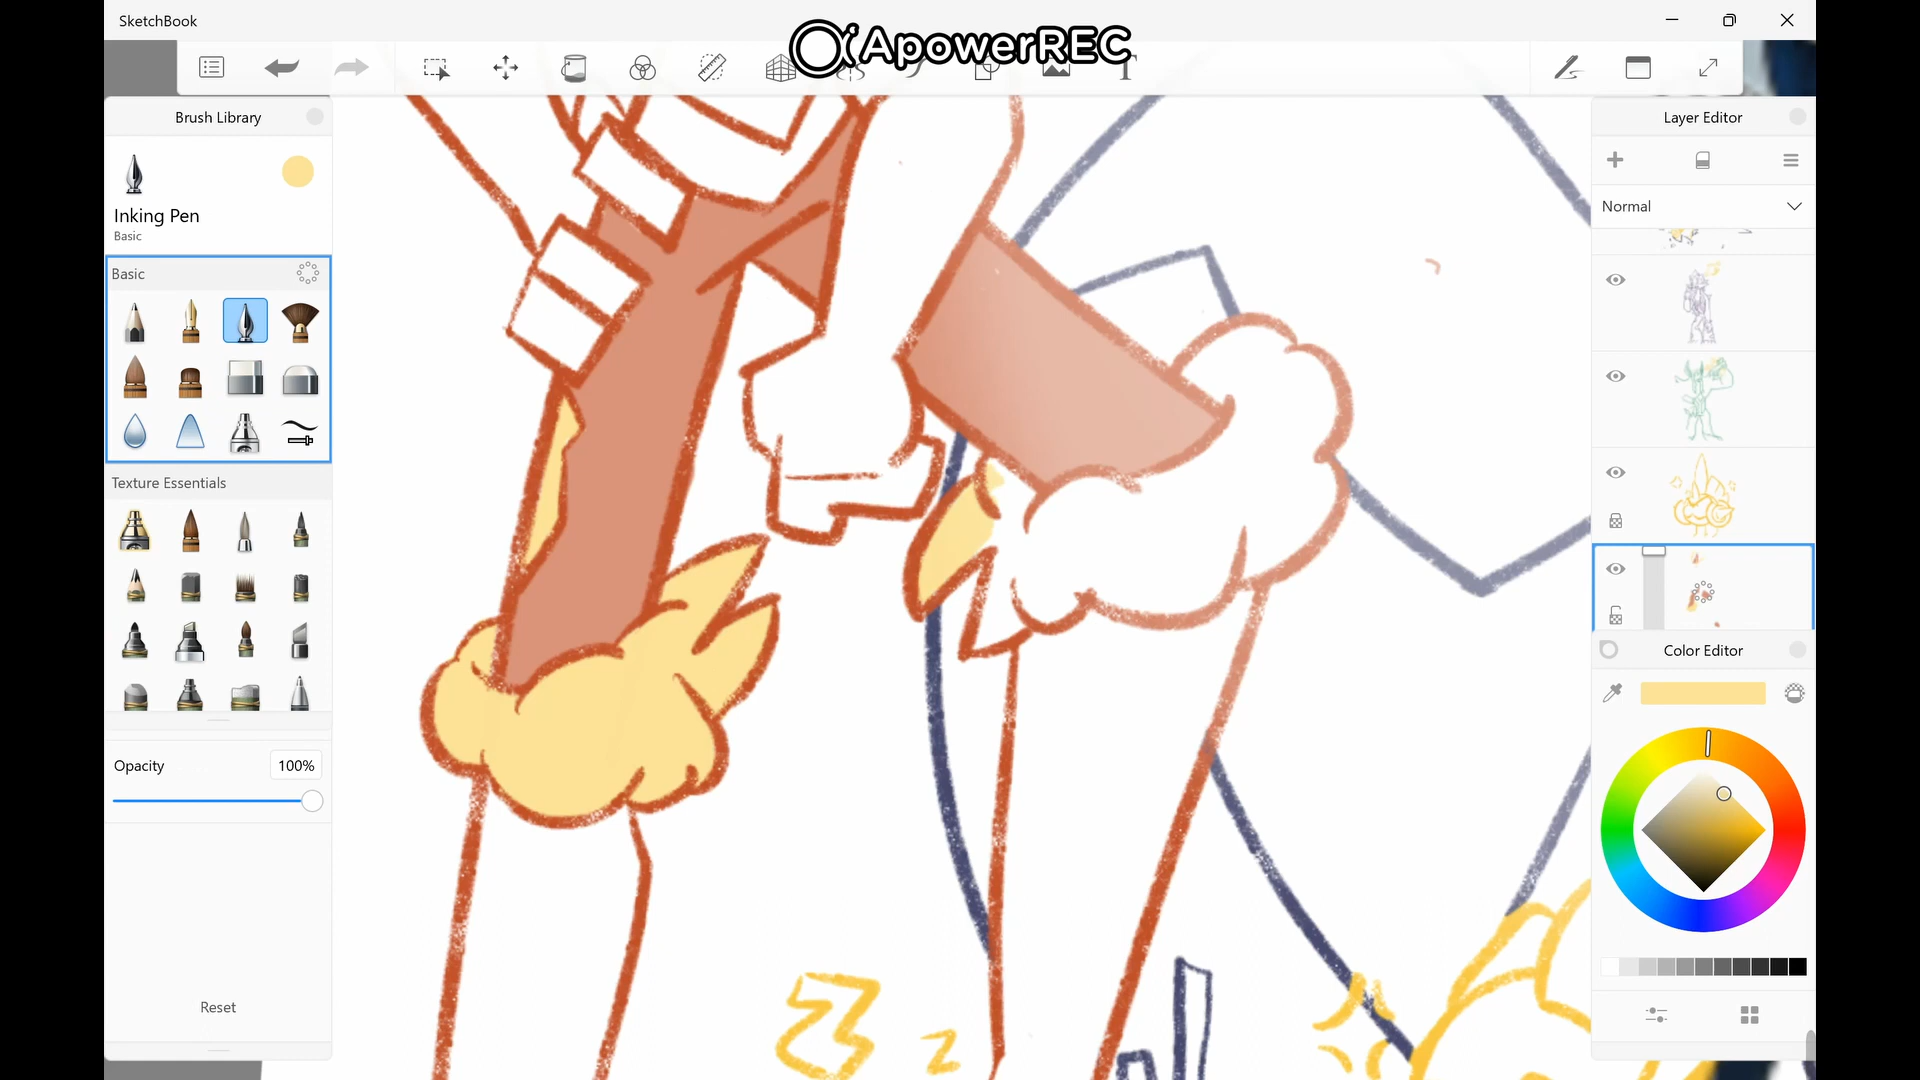 SketchBook
ApowerREC
T
Brush Library
Layer Editor
Inking Pen
Basic
Normal
Basic
Texture Essentials
Color Editor
Opacity
100%
Reset
Z